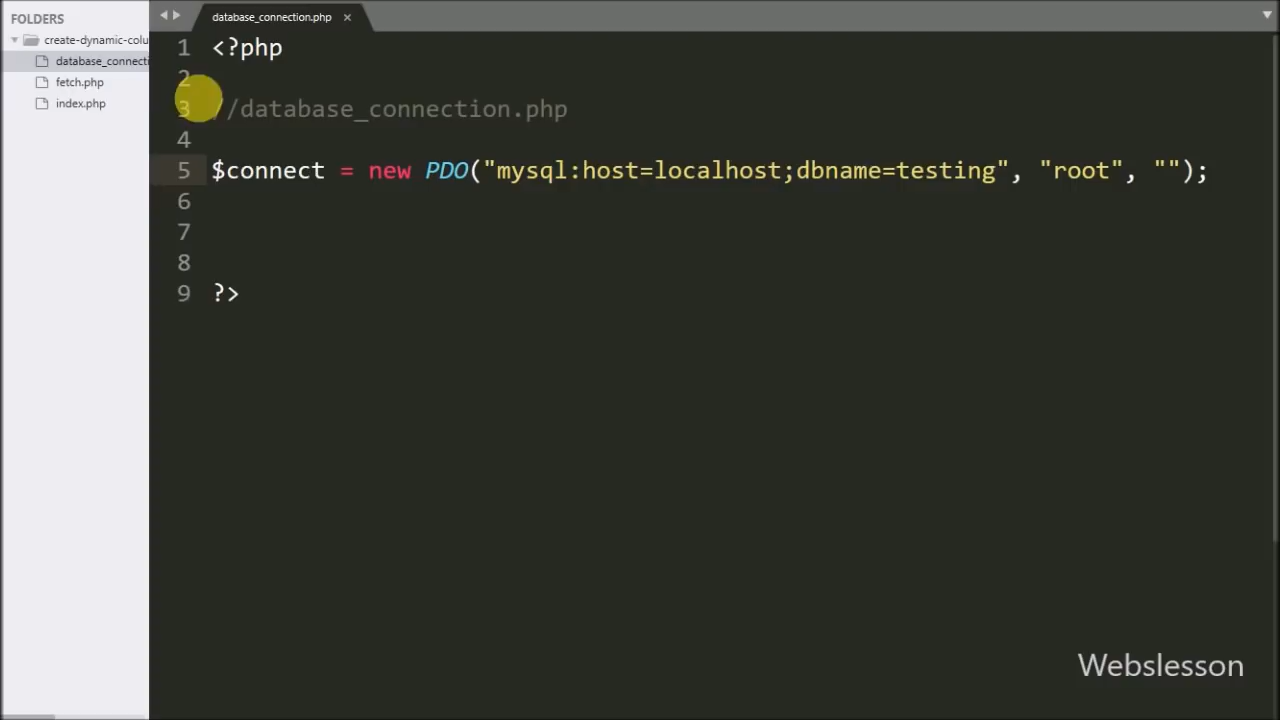 FOLDERS
create-dynamic-colu
database_connecti
fetch.php
index.php
database_connection.php
1 <?php
2
3 //database_connection.php
4
5 $connect = new PDO("mysql:host=localhost;dbname=testing", "root", "");
6
7
8
9 ?>
Webslesson